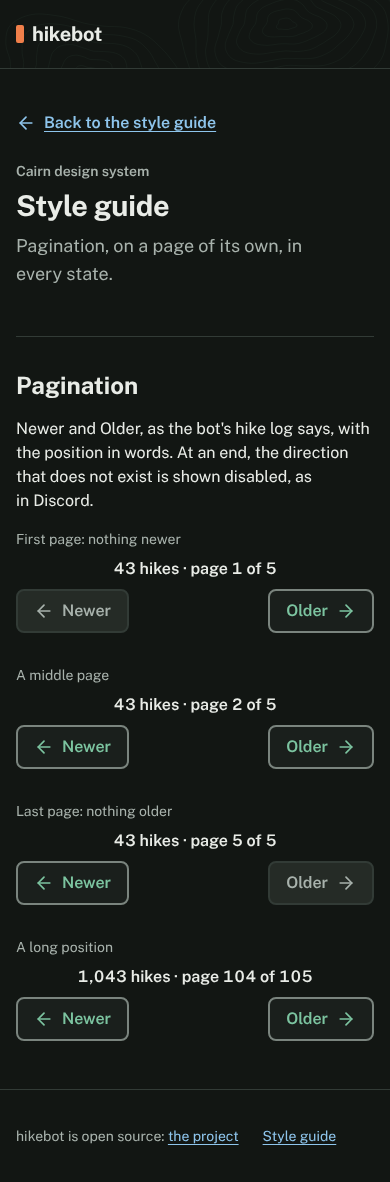 hikebot
← Back to the style guide
Cairn design system
Style guide
Pagination, on a page of its own, in
every state.
Pagination
Newer and Older, as the bot's hike log says, with
the position in words. At an end, the direction
that does not exist is shown disabled, as
in Discord.
First page: nothing newer
43 hikes · page 1 of 5
← Newer Older →
A middle page
43 hikes · page 2 of 5
← Newer Older →
Last page: nothing older
43 hikes · page 5 of 5
← Newer Older →
A long position
1,043 hikes · page 104 of 105
← Newer Older →
hikebot is open source: the project Style guide